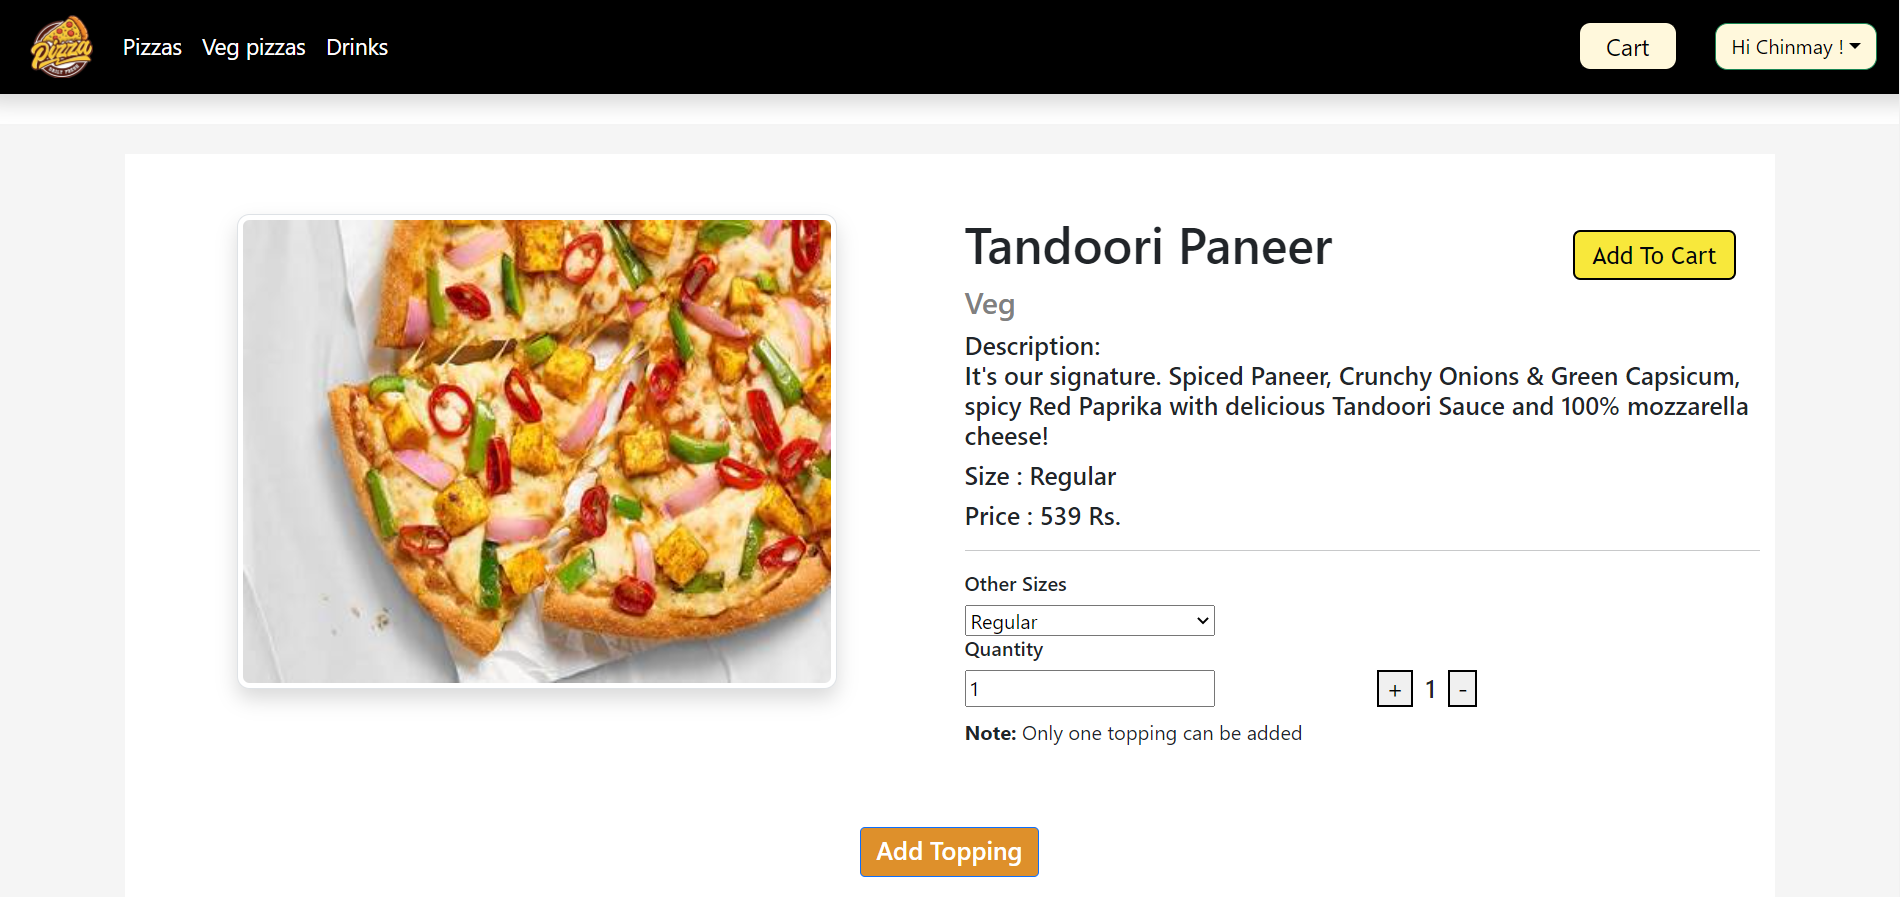 Pizza
Pizzas Veg pizzas Drinks
Cart
Hi Chinmay !
Tandoori Paneer
Add To Cart
Veg
Description:
It's our signature. Spiced Paneer, Crunchy Onions & Green Capsicum,
spicy Red Paprika with delicious Tandoori Sauce and 100% mozzarella
cheese!
Size : Regular
Price : 539 Rs.
Other Sizes
Regular
Quantity
1
+ 1 -
Note: Only one topping can be added
Add Topping